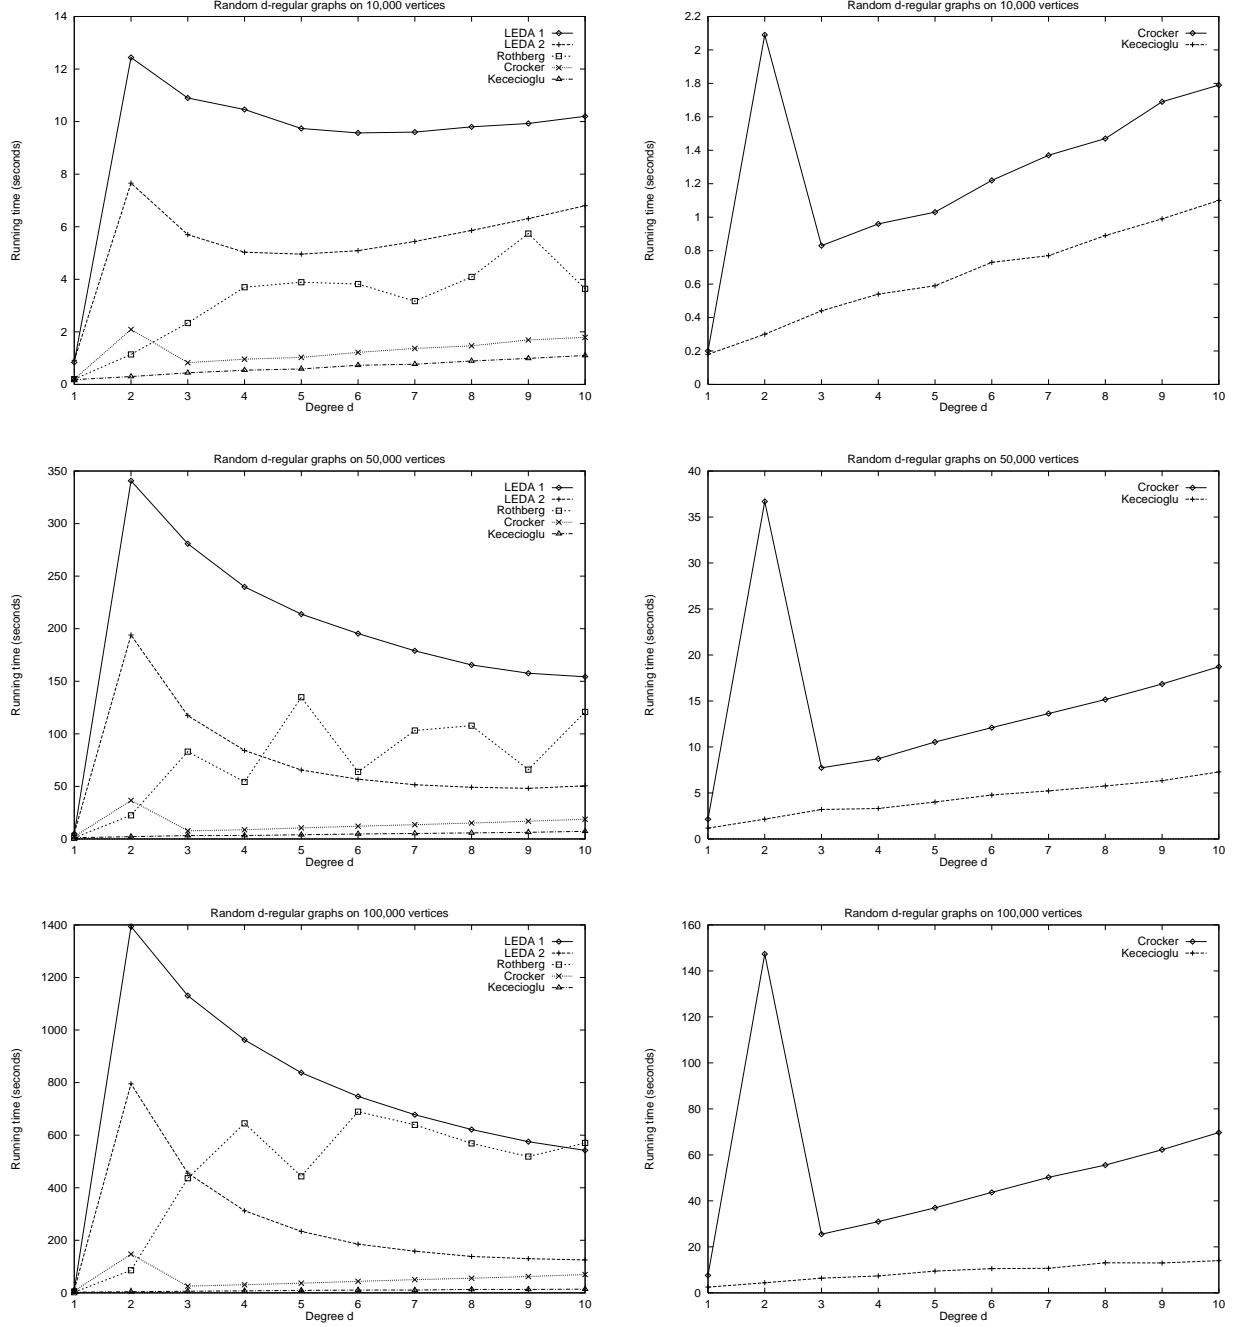 Random d-regular graphs on 10,000 vertices
14
12
10
8
6
4
2
0
Running time (seconds)
LEDA 1
LEDA 2
Rothberg
Crocker
Kececioglu
1 2 3 4 5 6 7 8 9 10
Degree d
Random d-regular graphs on 10,000 vertices
2.2
2
1.8
1.6
1.4
1.2
1
0.8
0.6
0.4
0.2
0
Running time (seconds)
Crocker
Kececioglu
1 2 3 4 5 6 7 8 9 10
Degree d
Random d-regular graphs on 50,000 vertices
350
300
250
200
150
100
50
0
Running time (seconds)
LEDA 1
LEDA 2
Rothberg
Crocker
Kececioglu
1 2 3 4 5 6 7 8 9 10
Degree d
Random d-regular graphs on 50,000 vertices
40
35
30
25
20
15
10
5
0
Running time (seconds)
Crocker
Kececioglu
1 2 3 4 5 6 7 8 9 10
Degree d
Random d-regular graphs on 100,000 vertices
1400
1200
1000
800
600
400
200
0
Running time (seconds)
LEDA 1
LEDA 2
Rothberg
Crocker
Kececioglu
1 2 3 4 5 6 7 8 9 10
Degree d
Random d-regular graphs on 100,000 vertices
160
140
120
100
80
60
40
20
0
Running time (seconds)
Crocker
Kececioglu
1 2 3 4 5 6 7 8 9 10
Degree d